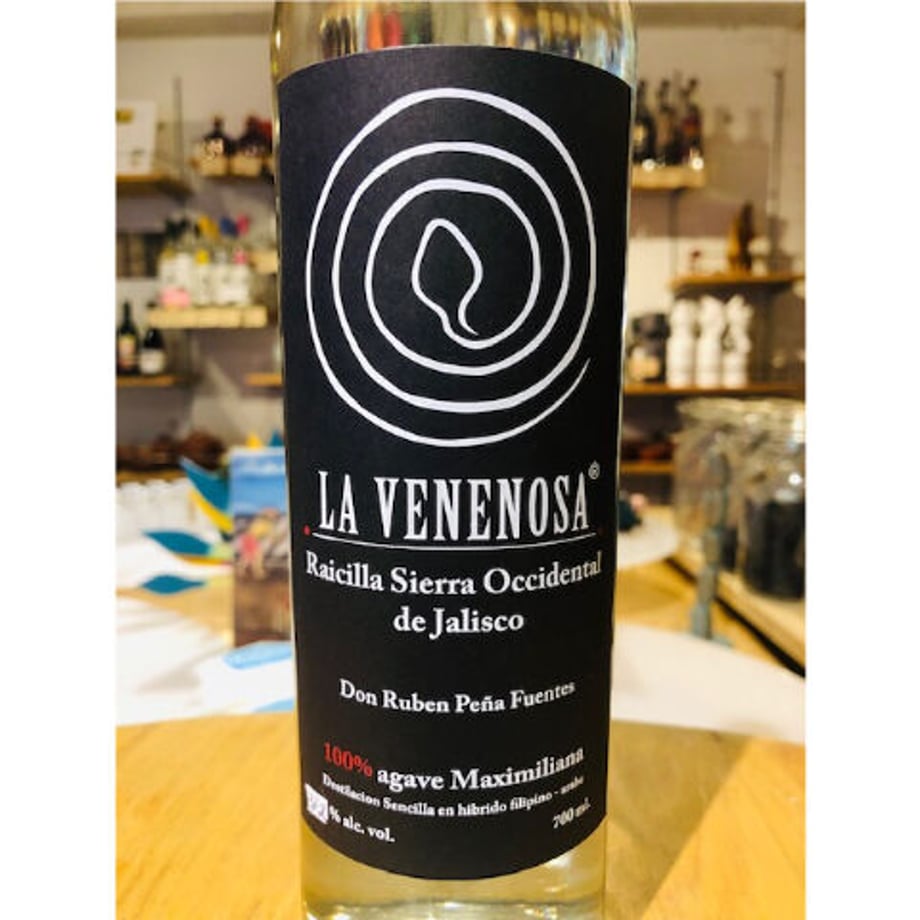 LA VENENOSA®
Raicilla Sierra Occidental
de Jalisco
Don Ruben Peña Fuentes
100% agave Maximiliana
Destilacion Sencilla en hibrido filipino - arabe
% alc. vol.
700 ml.